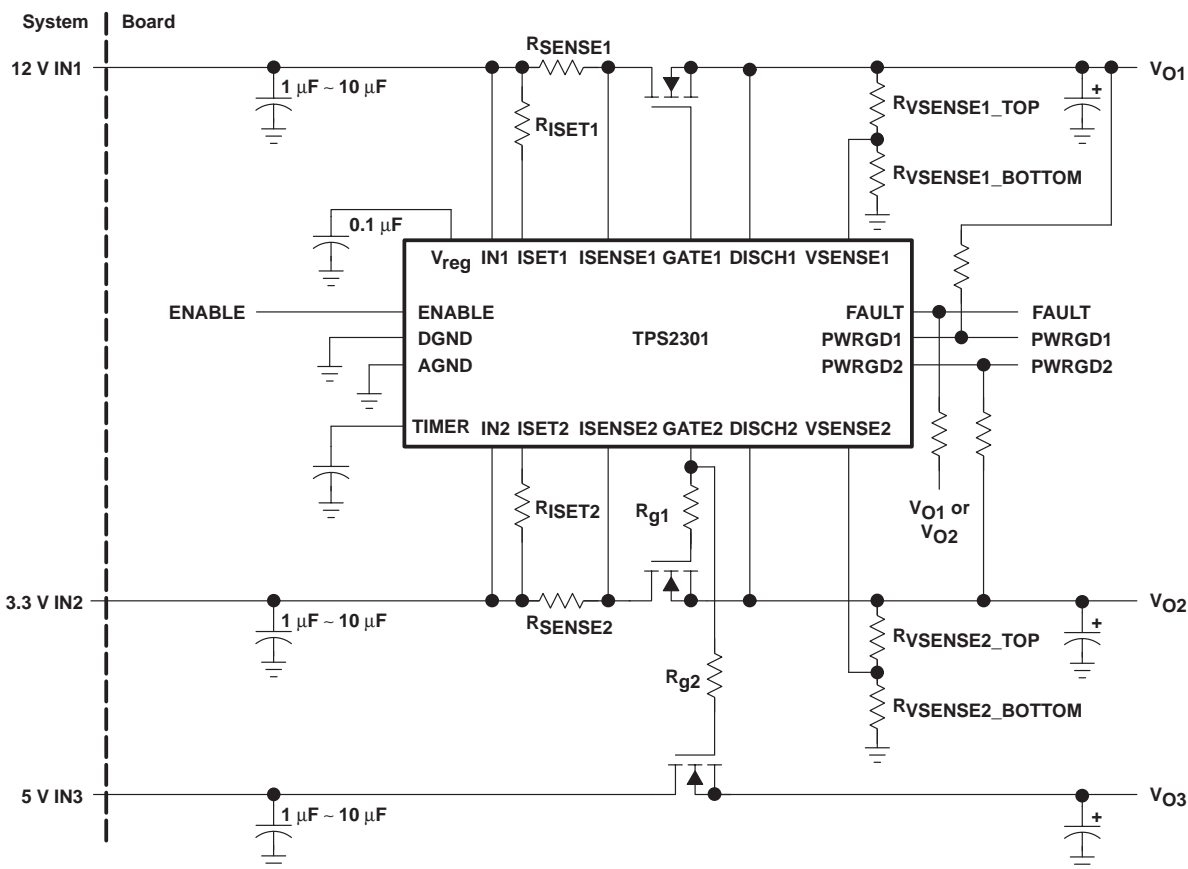 System
Board
RSENSE1
12 V IN1
VO1
1 μF ~ 10 μF
RISET1
RVSENSE1_TOP
RVSENSE1_BOTTOM
0.1 μF
Vreg IN1 ISET1 ISENSE1 GATE1 DISCH1 VSENSE1
ENABLE
ENABLE
FAULT
FAULT
DGND
TPS2301
PWRGD1
PWRGD1
AGND
PWRGD2
PWRGD2
TIMER
IN2 ISET2 ISENSE2 GATE2 DISCH2 VSENSE2
RISET2
Rg1
VO1 or
VO2
3.3 V IN2
VO2
1 μF ~ 10 μF
RSENSE2
RVSENSE2_TOP
Rg2
RVSENSE2_BOTTOM
5 V IN3
VO3
1 μF ~ 10 μF
+
+
+